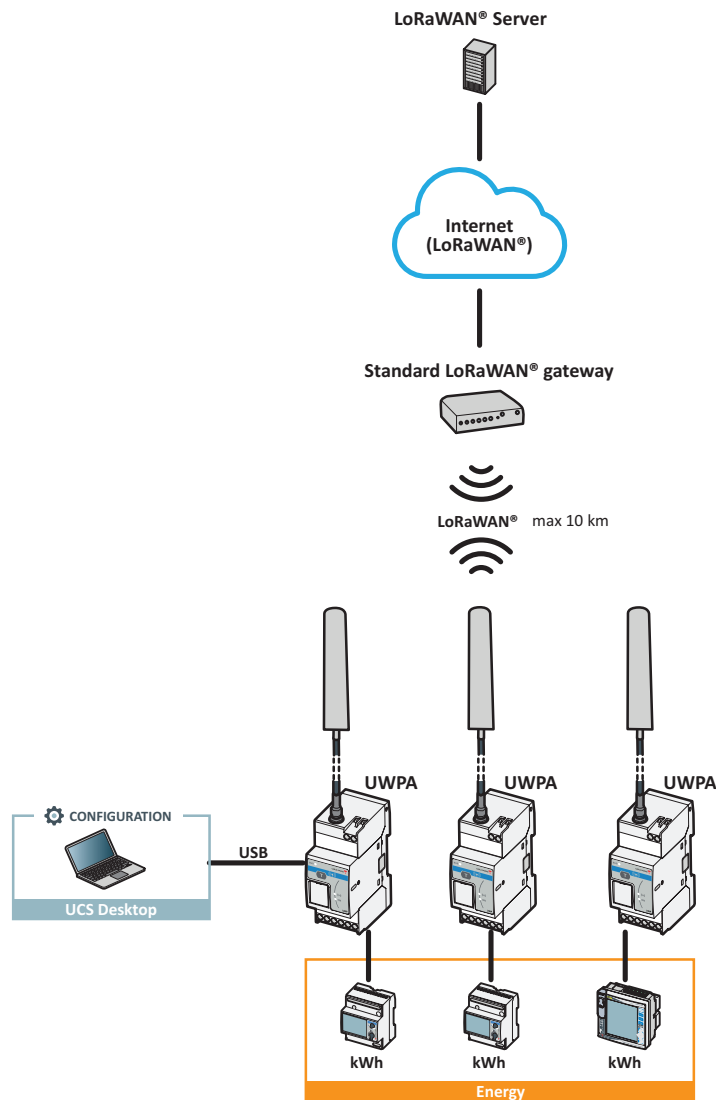 LoRaWAN® Server
Internet
(LoRaWAN®)
Standard LoRaWAN® gateway
LoRaWAN® max 10 km
UWPA UWPA UWPA
CONFIGURATION
USB
UCS Desktop
kWh kWh kWh
Energy